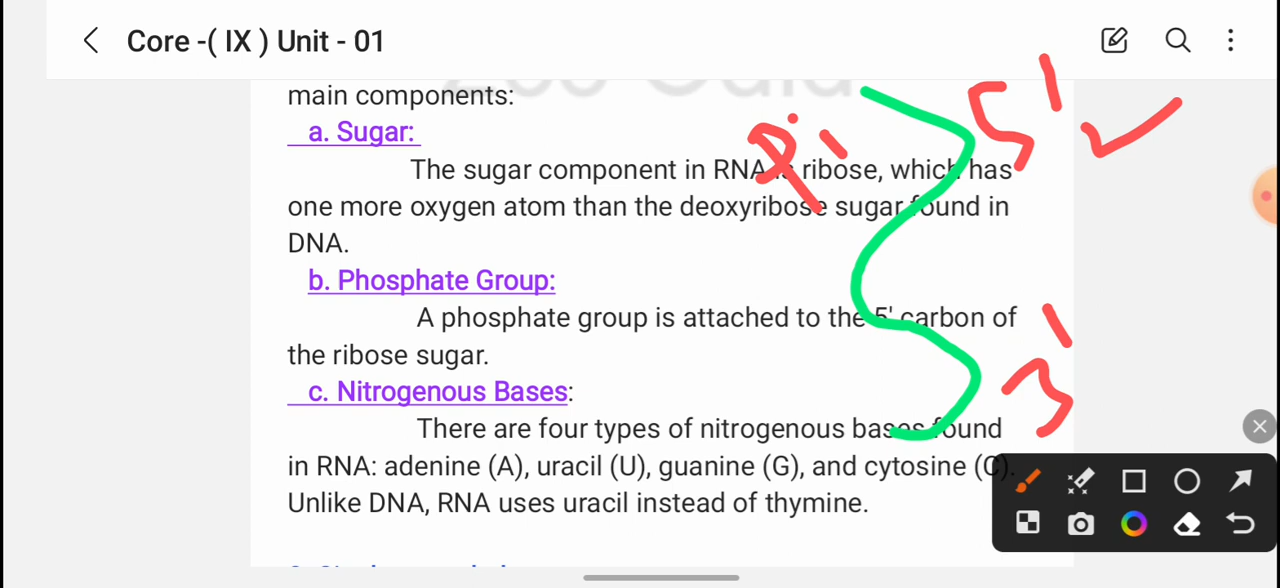 Core -( IX ) Unit - 01
main components:
a. Sugar:
The sugar component in RNA is ribose, which has
one more oxygen atom than the deoxyribose sugar found in
DNA.
b. Phosphate Group:
A phosphate group is attached to the 5' carbon of
the ribose sugar.
c. Nitrogenous Bases:
There are four types of nitrogenous bases found
in RNA: adenine (A), uracil (U), guanine (G), and cytosine (C).
Unlike DNA, RNA uses uracil instead of thymine.
5'
3'